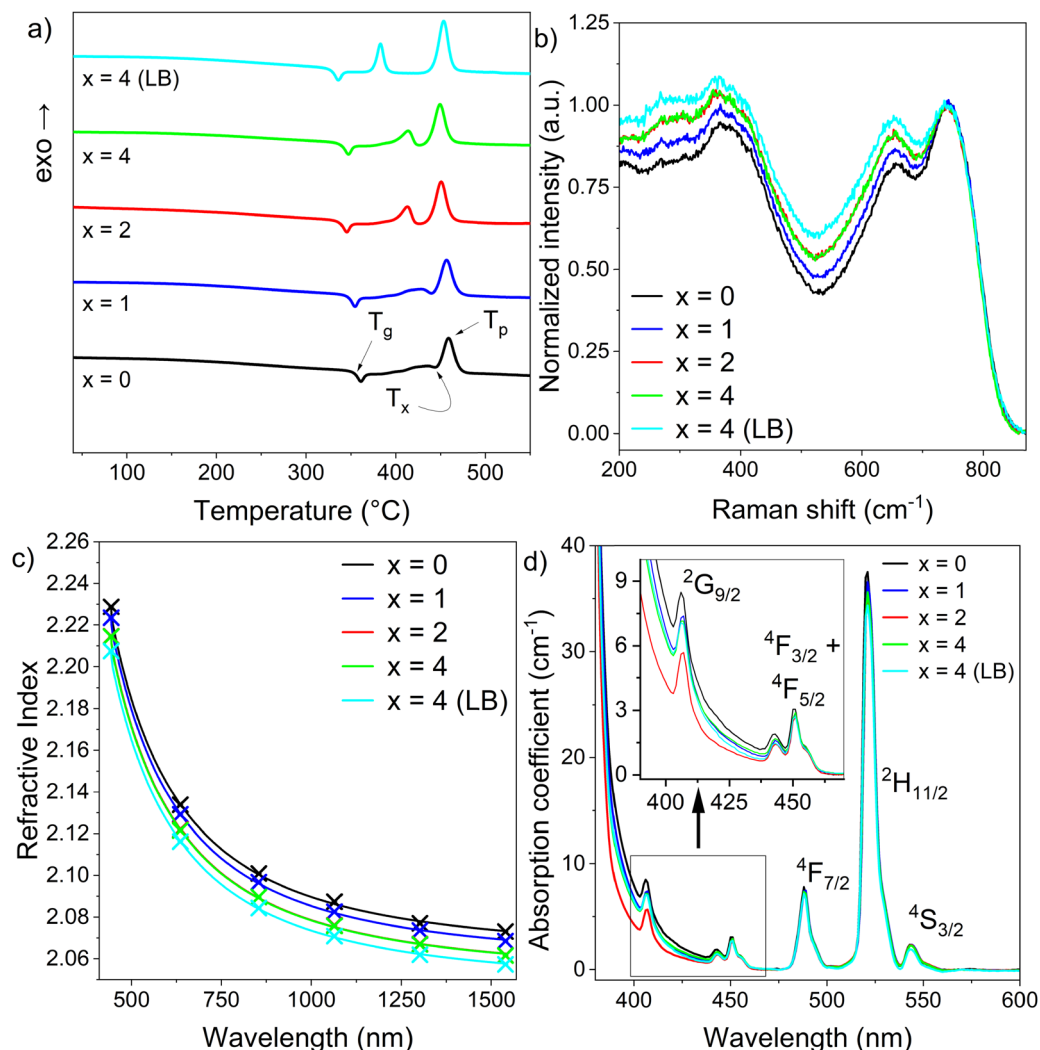 a)
exo →
x = 4 (LB)
x = 4
x = 2
x = 1
x = 0
T_g
T_p
T_x
100 200 300 400 500
Temperature (°C)
b)
Normalized intensity (a.u.)
1.25
1.00
0.75
0.50
0.25
0.00
x = 0
x = 1
x = 2
x = 4
x = 4 (LB)
200 400 600 800
Raman shift (cm⁻¹)
c)
Refractive Index
2.26
2.24
2.22
2.20
2.18
2.16
2.14
2.12
2.10
2.08
2.06
x = 0
x = 1
x = 2
x = 4
x = 4 (LB)
500 750 1000 1250 1500
Wavelength (nm)
d)
Absorption coefficient (cm⁻¹)
40
30
20
10
0
9
6
3
0
²G₉/₂
⁴F₃/₂ +
⁴F₅/₂
400 425 450
x = 0
x = 1
x = 2
x = 4
x = 4 (LB)
²H₁₁/₂
⁴F₇/₂
⁴S₃/₂
400 450 500 550 600
Wavelength (nm)